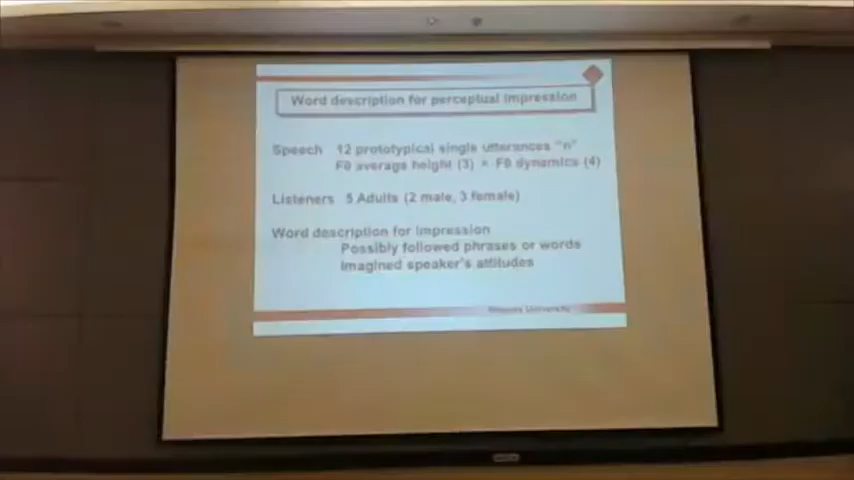 Word description for perceptual impression
Speech 12 prototypical single utterances "n"
F0 average height (3) × F0 dynamics (4)
Listeners 5 Adults (2 male, 3 female)
Word description for impression
Possibly followed phrases or words
Imagined speaker's attitudes
University